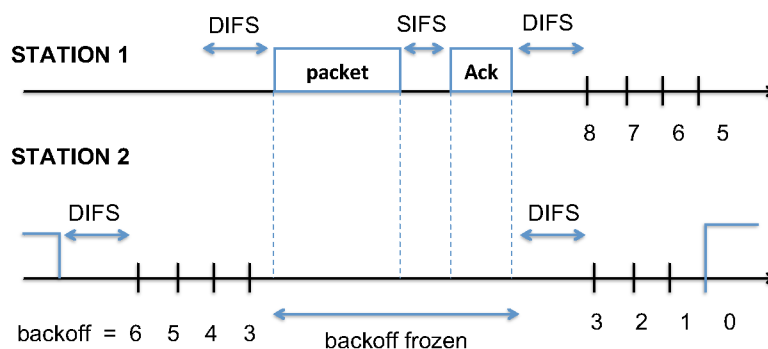 DIFS SIFS DIFS
STATION 1
packet Ack
8 7 6 5
STATION 2
DIFS DIFS
backoff = 6 5 4 3
backoff frozen
3 2 1 0